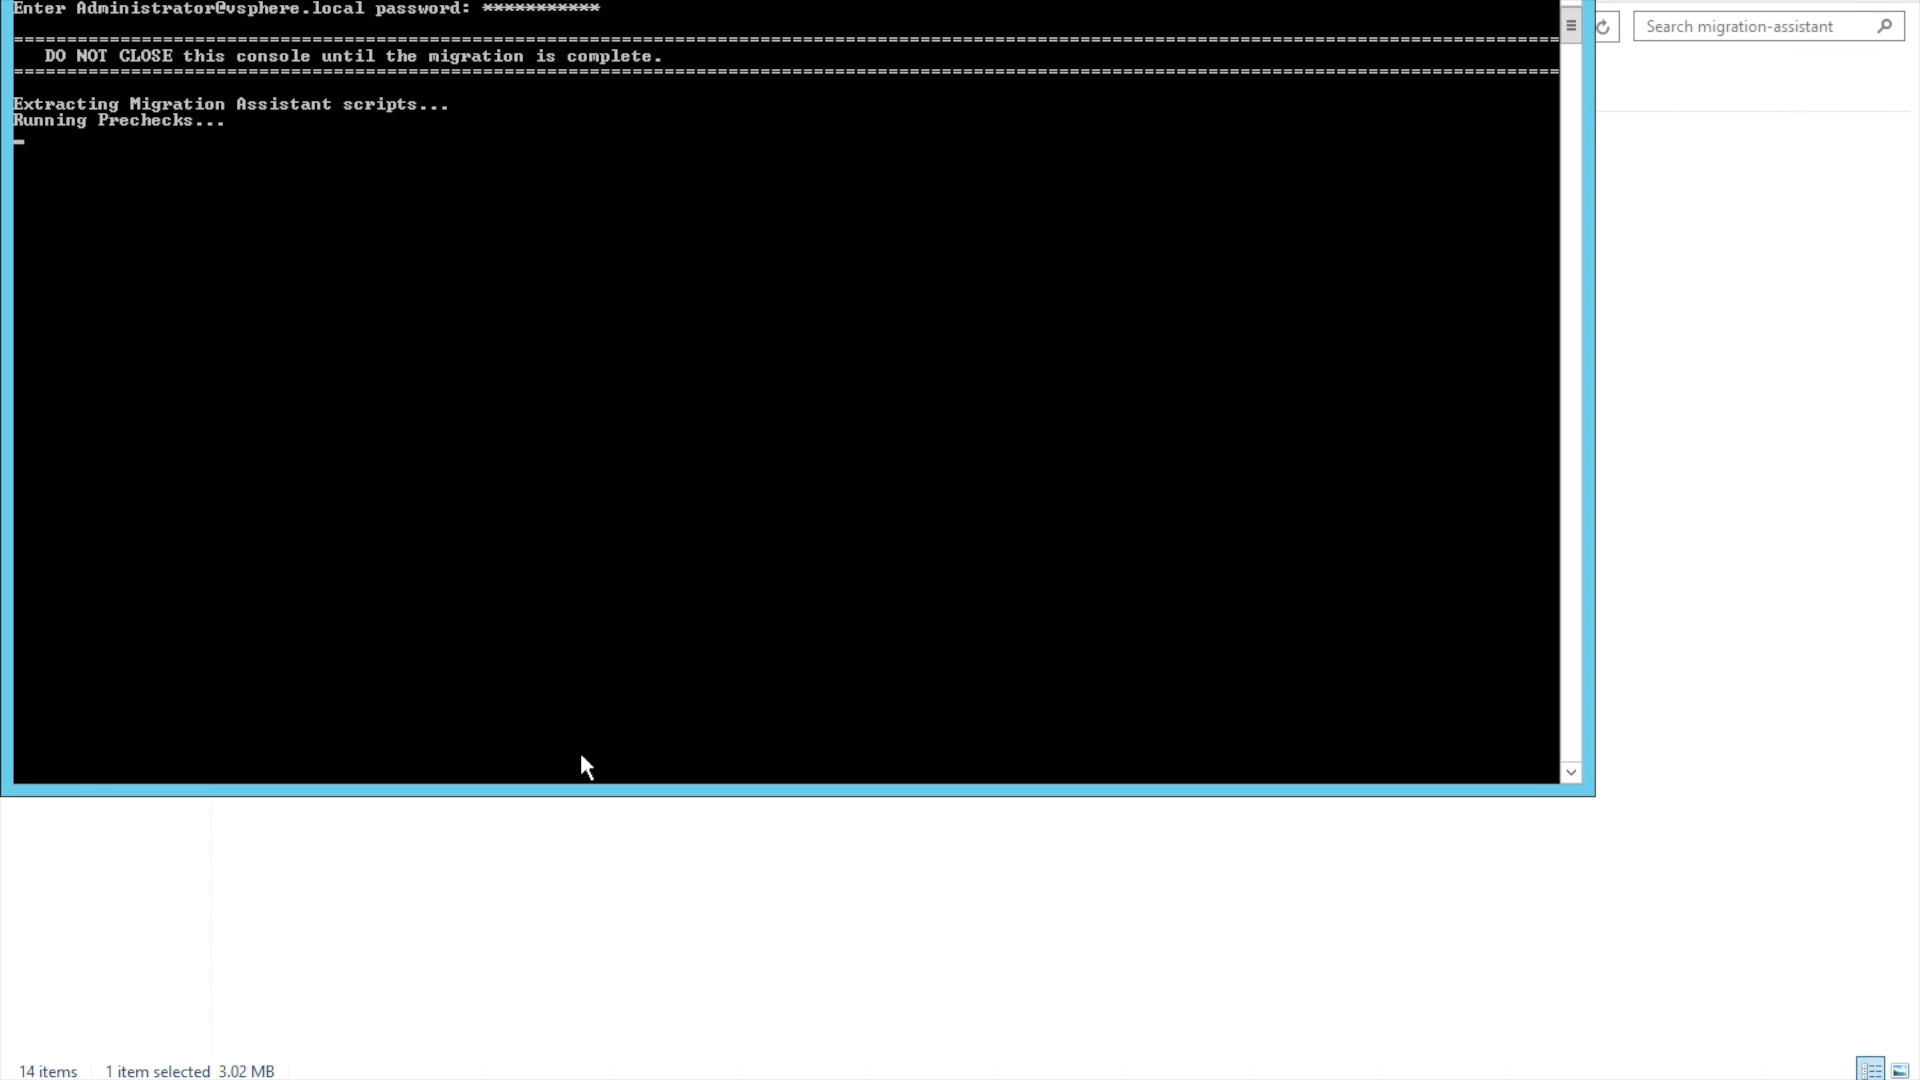 Enter Administrator@vsphere.local password: ***********
Search migration-assistant
================================================================================================================================================
DO NOT CLOSE this console until the migration is complete.
================================================================================================================================================
Extracting Migration Assistant scripts...
Running Prechecks...
14 items 1 item selected 3.02 MB